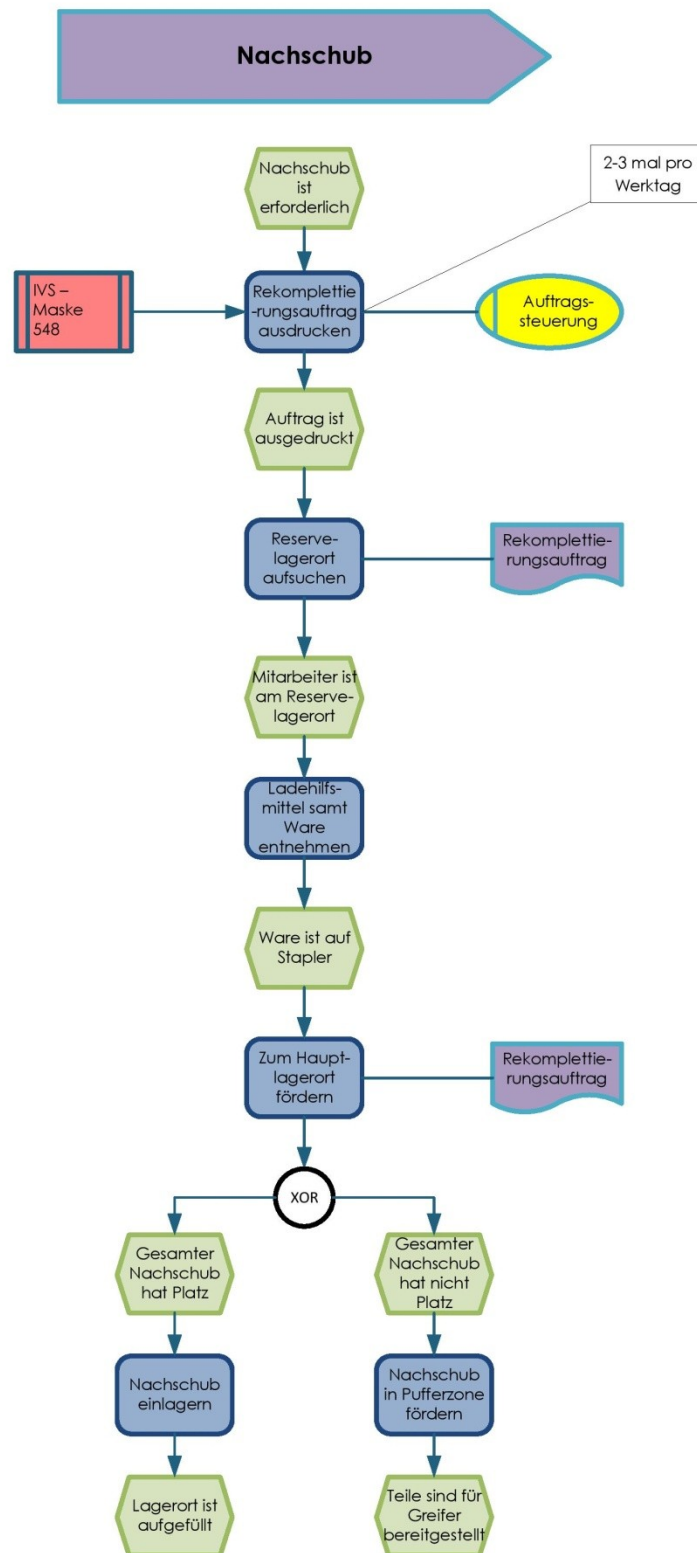 Nachschub
Nachschub
ist
erforderlich
2-3 mal pro
Werktag
IVS –
Maske
548
Rekomplettie
-rungsauftrag
ausdrucken
Auftrags-
steuerung
Auftrag ist
ausgedruckt
Reserve-
lagerort
aufsuchen
Rekomplettie-
rungsauftrag
Mitarbeiter ist
am Reserve-
lagerort
Ladehilfs-
mittel samt
Ware
entnehmen
Ware ist auf
Stapler
Zum Haupt-
lagerort
fördern
Rekomplettie-
rungsauftrag
XOR
Gesamter
Nachschub
hat Platz
Gesamter
Nachschub
hat nicht
Platz
Nachschub
einlagern
Nachschub
in Pufferzone
fördern
Lagerort ist
aufgefüllt
Teile sind für
Greifer
bereitgestellt